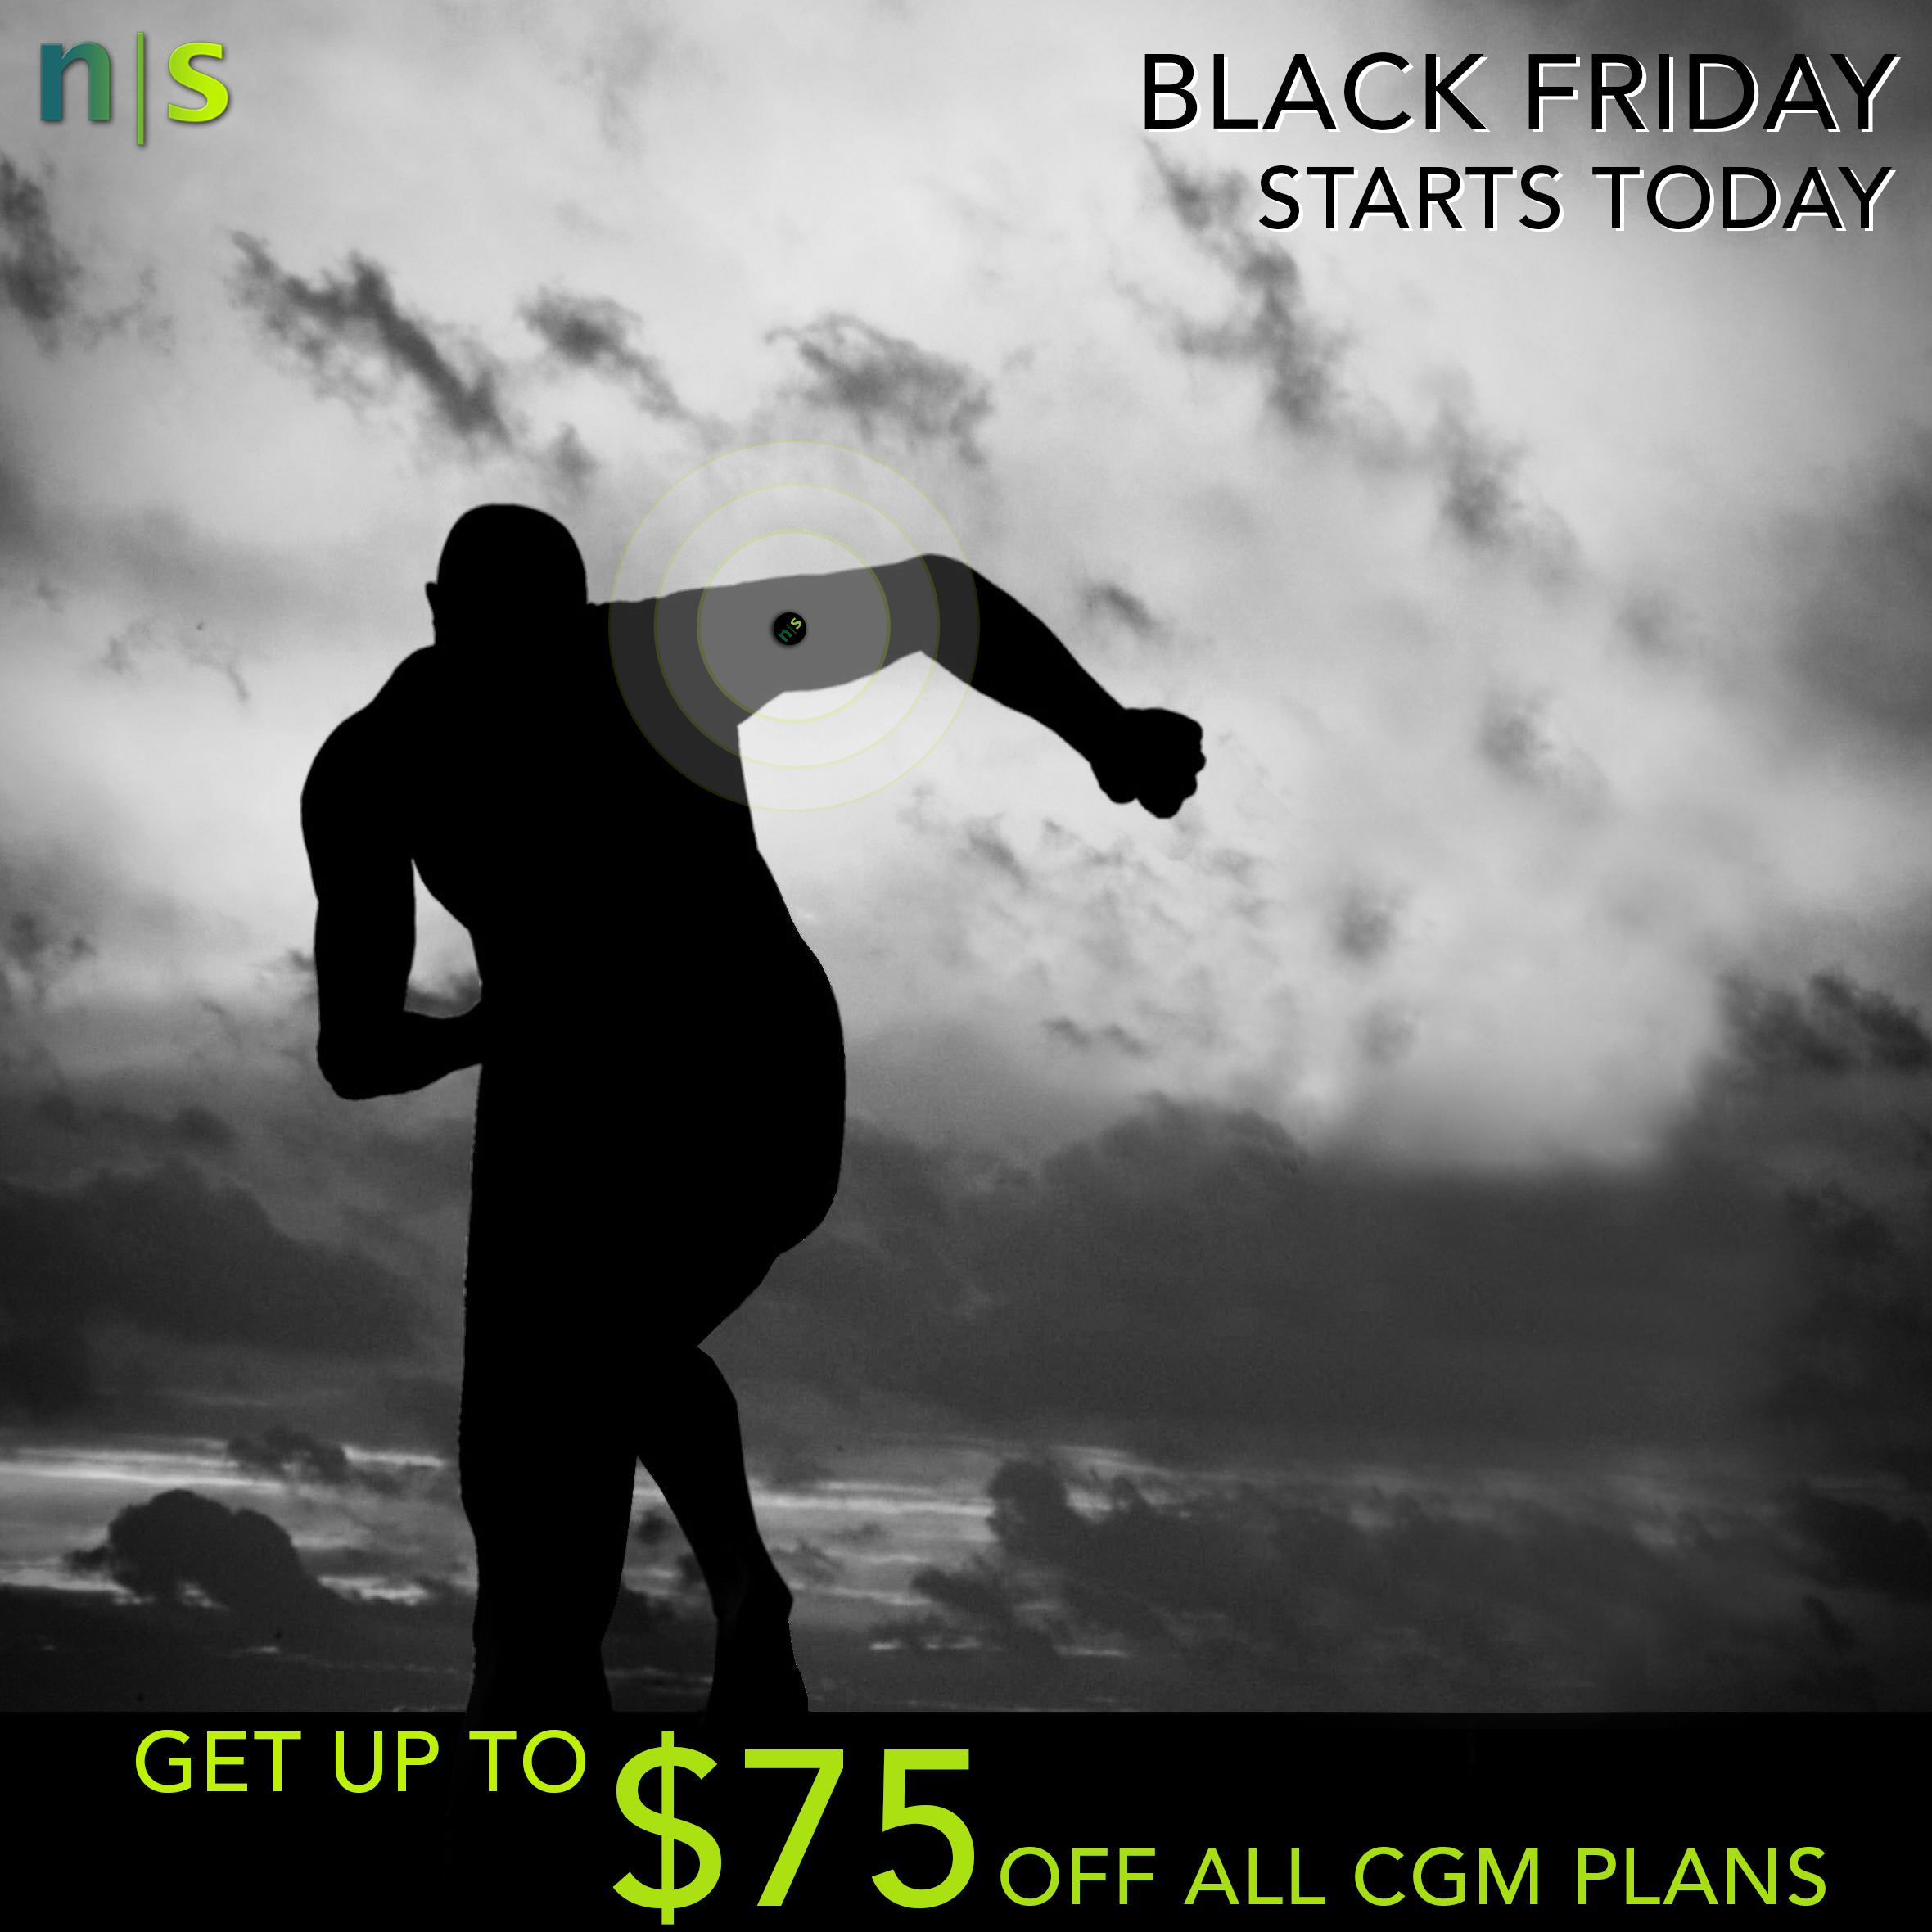 n|s
BLACK FRIDAY
STARTS TODAY
n|s
GET UP TO $75 OFF ALL CGM PLANS